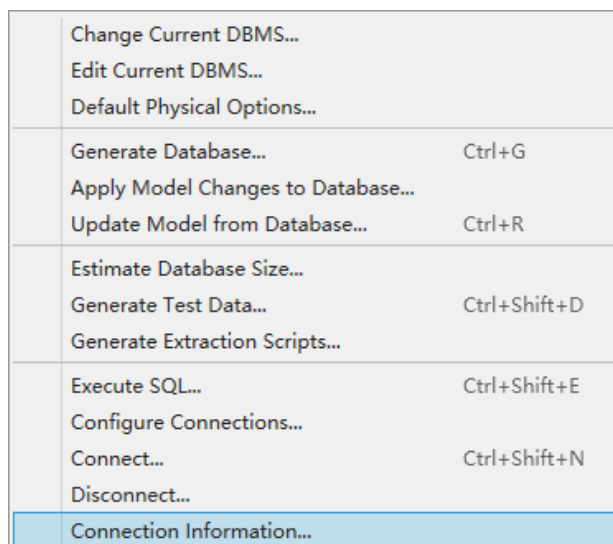 Change Current DBMS...
Edit Current DBMS...
Default Physical Options...
Generate Database... Ctrl+G
Apply Model Changes to Database...
Update Model from Database... Ctrl+R
Estimate Database Size...
Generate Test Data... Ctrl+Shift+D
Generate Extraction Scripts...
Execute SQL... Ctrl+Shift+E
Configure Connections...
Connect... Ctrl+Shift+N
Disconnect...
Connection Information...